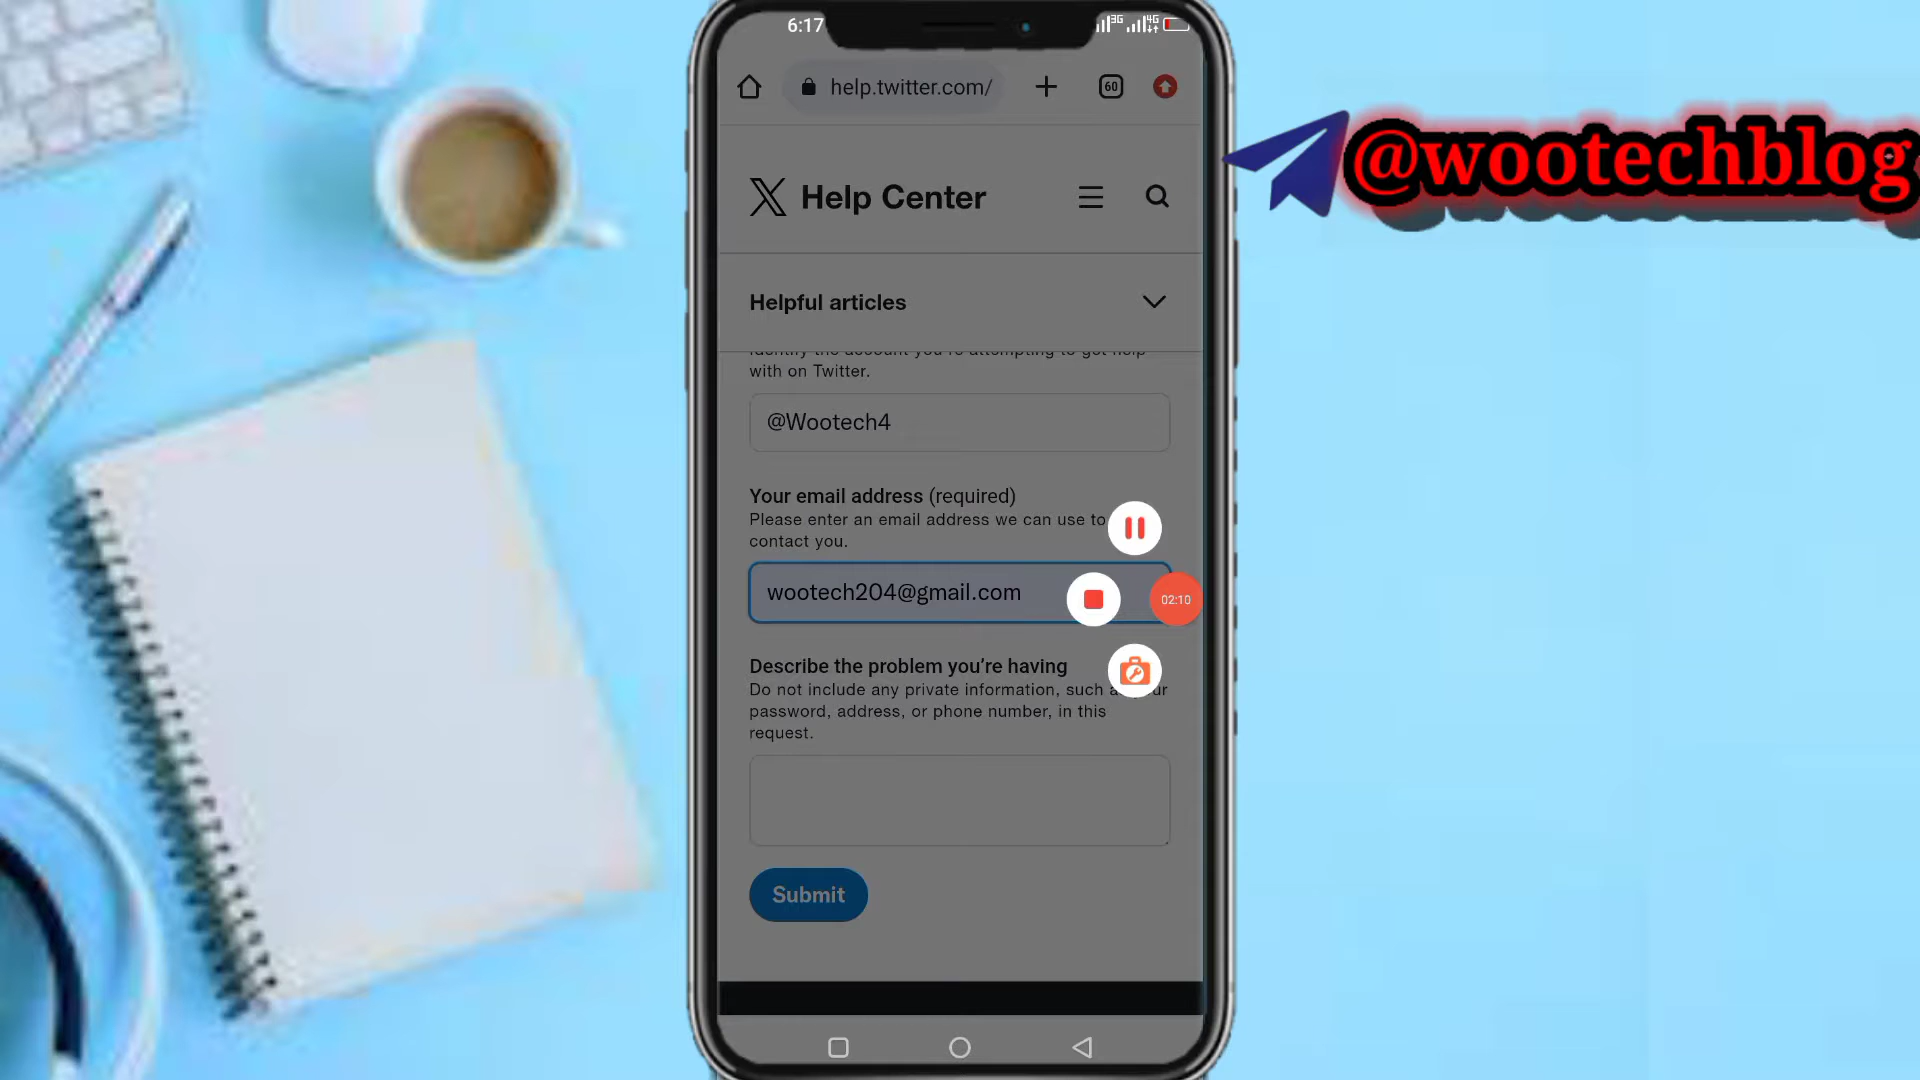 6:17
3G
4G
help.twitter.com/
60
@wootechblog
X Help Center
Helpful articles
Identify the account you're attempting to get help
with on Twitter.
@Wootech4
Your email address (required)
Please enter an email address we can use to
contact you.
wootech204@gmail.com
02:10
Describe the problem you're having
Do not include any private information, such
password, address, or phone number, in this
request.
Submit